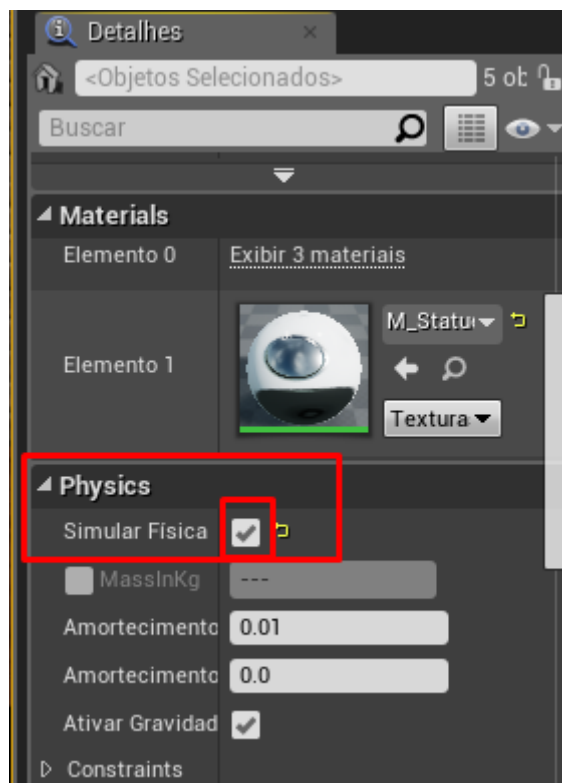 Detalhes
<Objetos Selecionados> 5 ob
Buscar
Materials
Elemento 0 Exibir 3 materiais
M_Statu
Elemento 1
Textura
Physics
Simular Física
MassInKg ---
Amortecimento 0.01
Amortecimento 0.0
Ativar Gravidad
Constraints